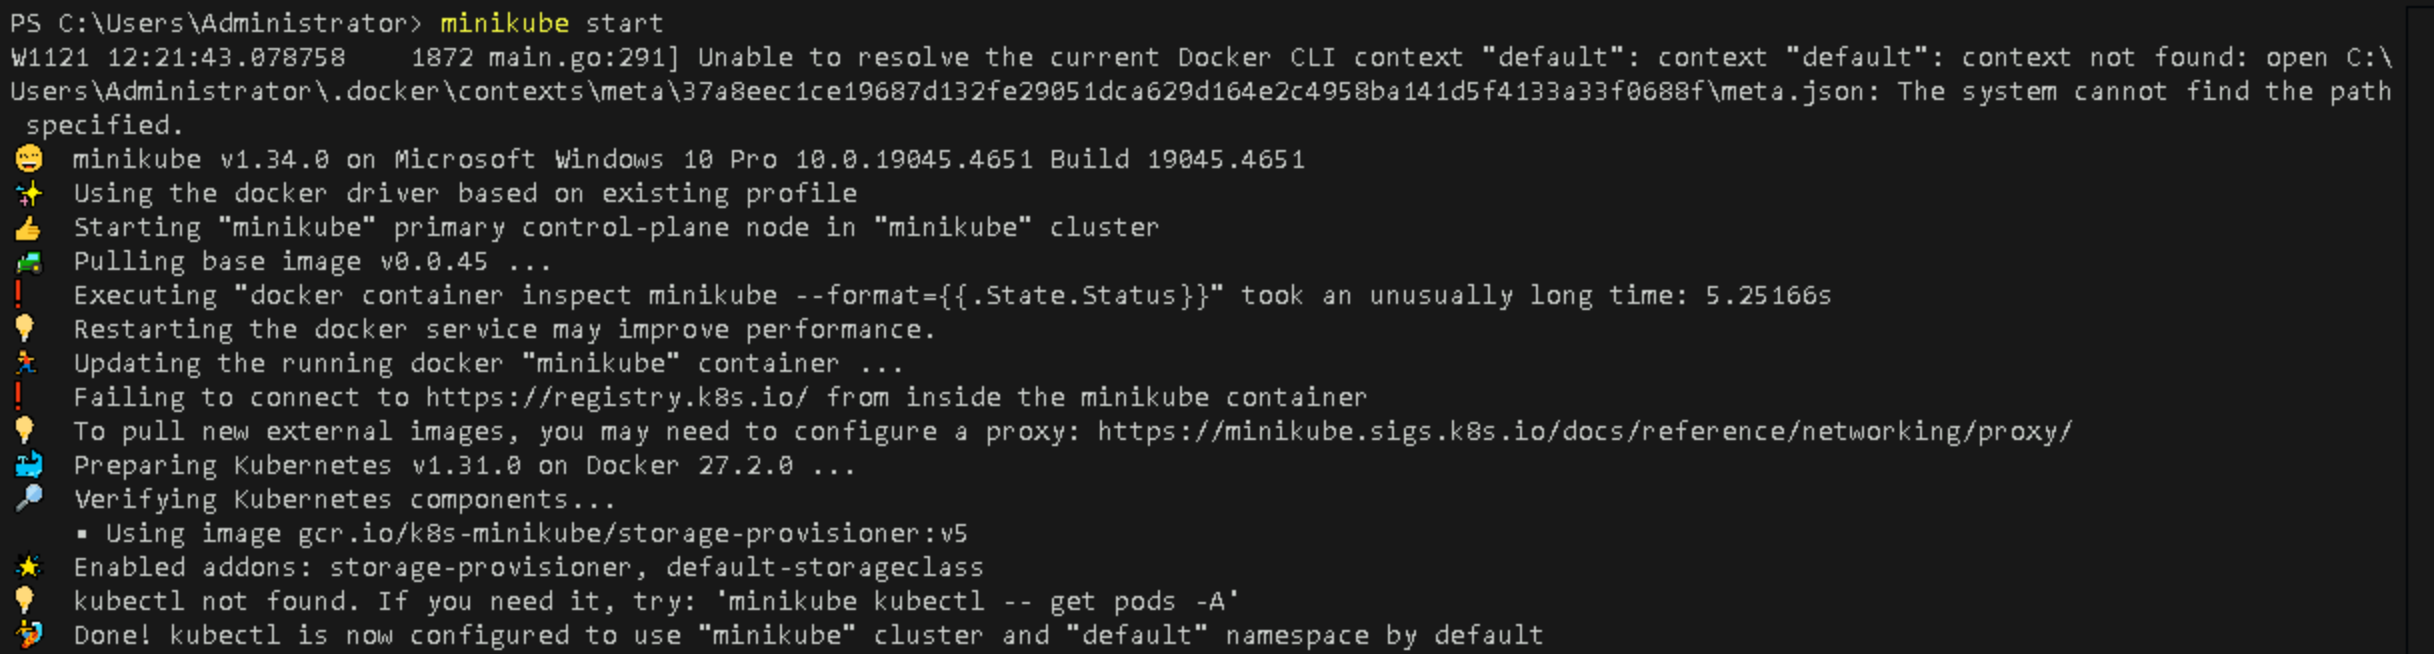 PS C:\Users\Administrator> minikube start
W1121 12:21:43.078758    1872 main.go:291] Unable to resolve the current Docker CLI context "default": context "default": context not found: open C:\
Users\Administrator\.docker\contexts\meta\37a8eec1ce19687d132fe29051dca629d164e2c4958ba141d5f4133a33f0688f\meta.json: The system cannot find the path
 specified.
😄  minikube v1.34.0 on Microsoft Windows 10 Pro 10.0.19045.4651 Build 19045.4651
✨  Using the docker driver based on existing profile
👍  Starting "minikube" primary control-plane node in "minikube" cluster
🚜  Pulling base image v0.0.45 ...
❗  Executing "docker container inspect minikube --format={{.State.Status}}" took an unusually long time: 5.25166s
💡  Restarting the docker service may improve performance.
🏃  Updating the running docker "minikube" container ...
❗  Failing to connect to https://registry.k8s.io/ from inside the minikube container
💡  To pull new external images, you may need to configure a proxy: https://minikube.sigs.k8s.io/docs/reference/networking/proxy/
🐳  Preparing Kubernetes v1.31.0 on Docker 27.2.0 ...
🔎  Verifying Kubernetes components...
    ▪ Using image gcr.io/k8s-minikube/storage-provisioner:v5
🌟  Enabled addons: storage-provisioner, default-storageclass
💡  kubectl not found. If you need it, try: 'minikube kubectl -- get pods -A'
🏄  Done! kubectl is now configured to use "minikube" cluster and "default" namespace by default